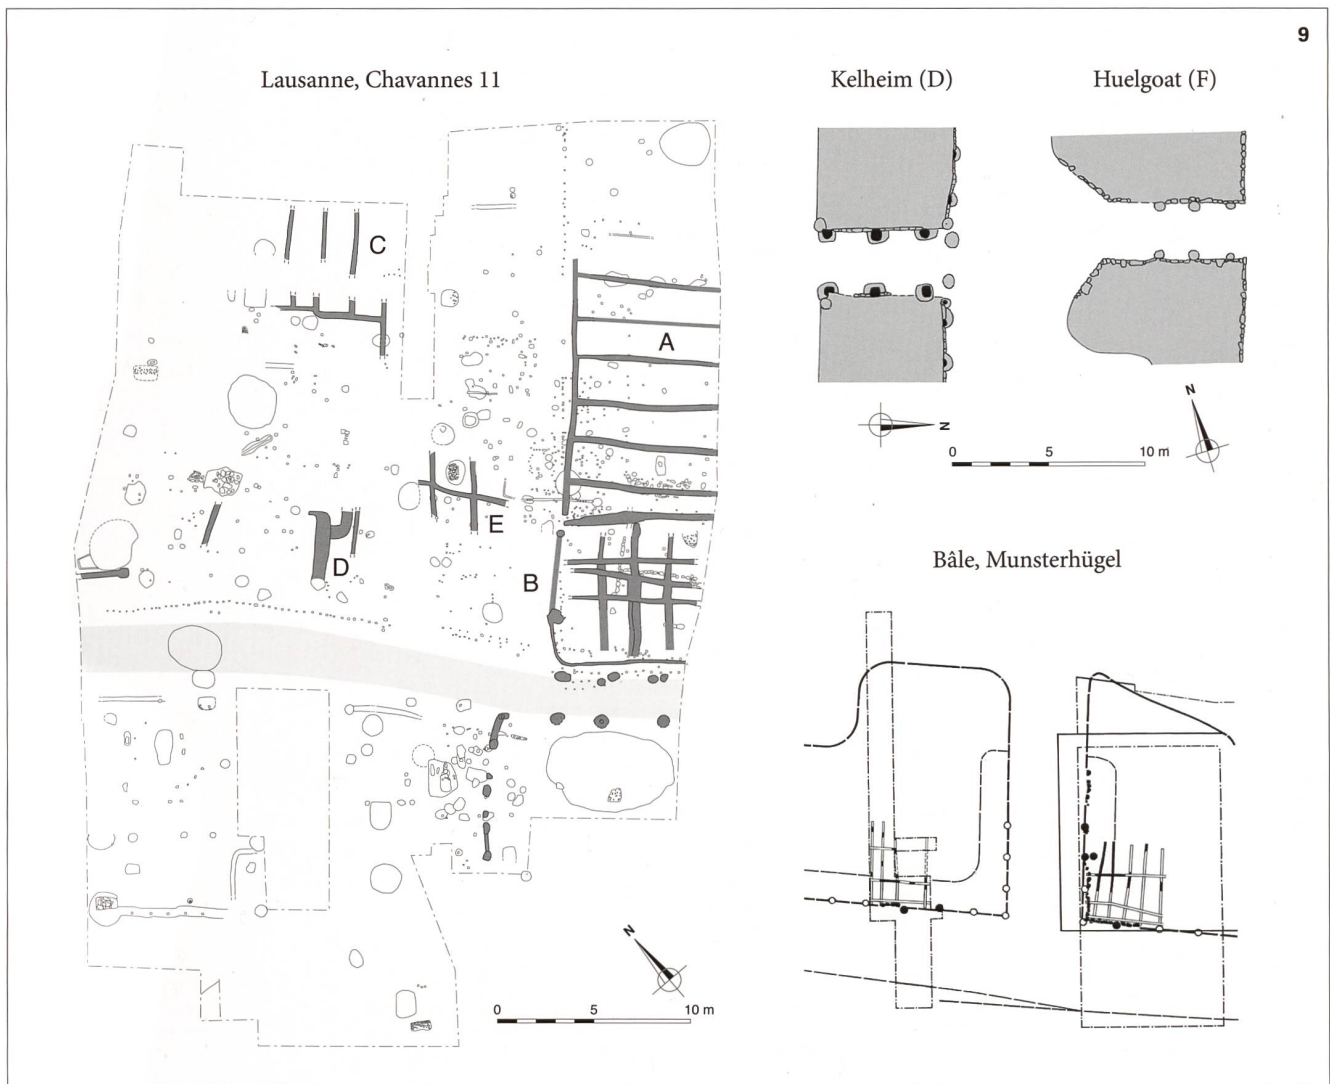 9
Lausanne, Chavannes 11
Kelheim (D)
Huelgoat (F)
C
A
E
D
B
N
N
0 5 10 m
Bâle, Munsterhügel
N
0 5 10 m